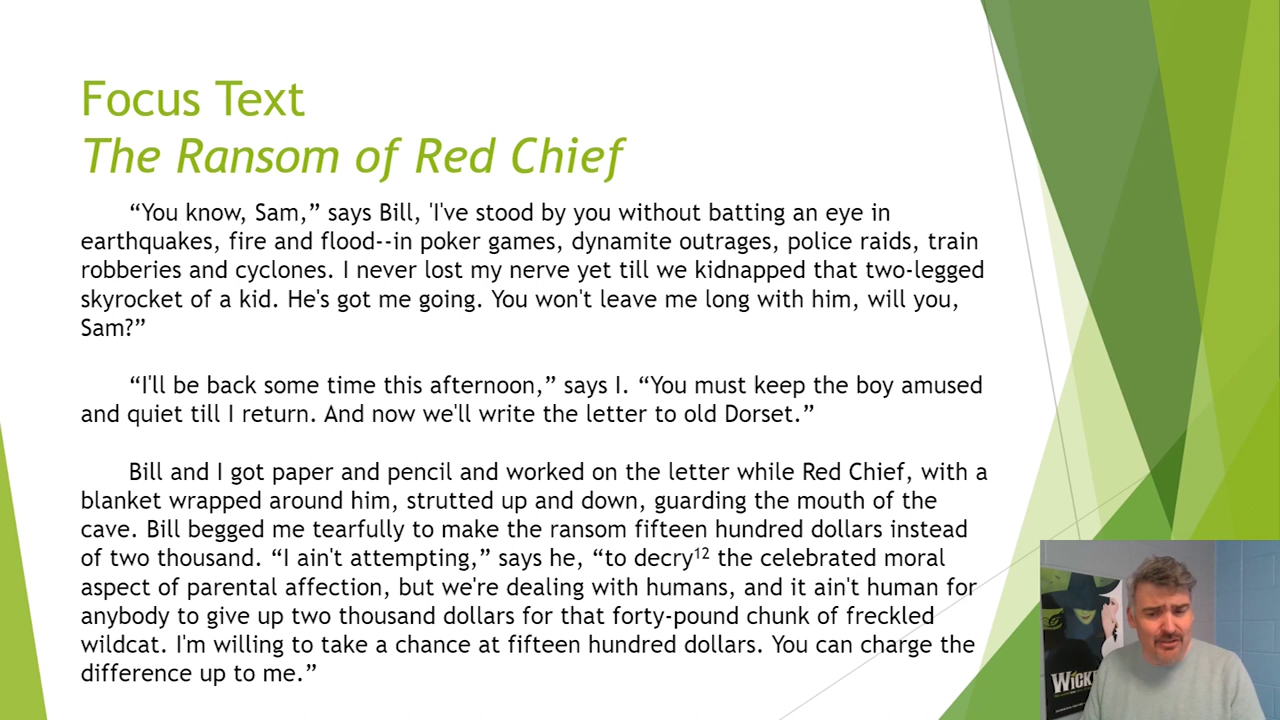 Focus Text
The Ransom of Red Chief
“You know, Sam,” says Bill, 'I've stood by you without batting an eye in
earthquakes, fire and flood--in poker games, dynamite outrages, police raids, train
robberies and cyclones. I never lost my nerve yet till we kidnapped that two-legged
skyrocket of a kid. He's got me going. You won't leave me long with him, will you,
Sam?”
“I'll be back some time this afternoon,” says I. “You must keep the boy amused
and quiet till I return. And now we'll write the letter to old Dorset.”
Bill and I got paper and pencil and worked on the letter while Red Chief, with a
blanket wrapped around him, strutted up and down, guarding the mouth of the
cave. Bill begged me tearfully to make the ransom fifteen hundred dollars instead
of two thousand. “I ain't attempting,” says he, “to decry¹² the celebrated moral
aspect of parental affection, but we're dealing with humans, and it ain't human for
anybody to give up two thousand dollars for that forty-pound chunk of freckled
wildcat. I'm willing to take a chance at fifteen hundred dollars. You can charge the
difference up to me.”